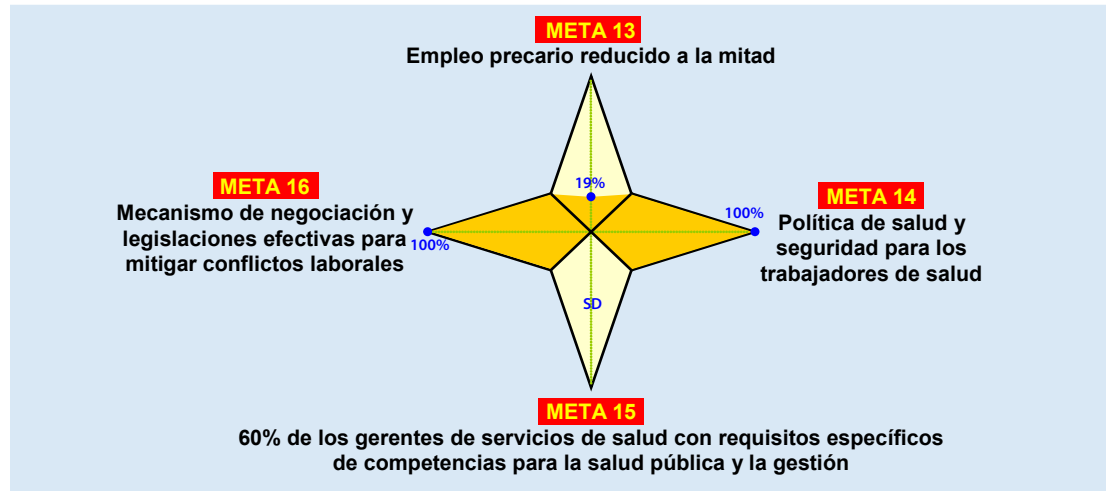 META 13
Empleo precario reducido a la mitad
19%
META 16
Mecanismo de negociación y
legislaciones efectivas para
mitigar conflictos laborales
100%
META 14
100%
Política de salud y
seguridad para los
trabajadores de salud
SD
META 15
60% de los gerentes de servicios de salud con requisitos específicos
de competencias para la salud pública y la gestión